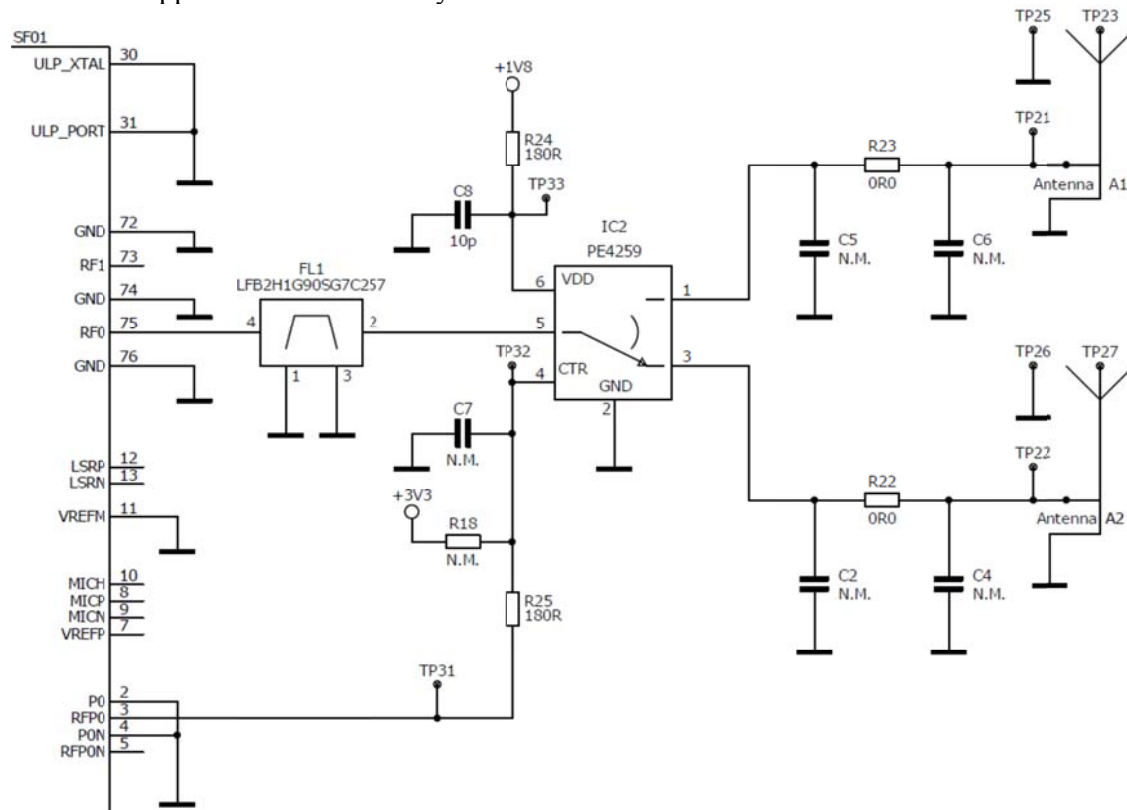 TP25
TP23
SF01
ULP_XTAL
30
+1V8
ULP_PORT
31
R24
180R
TP21
R23
0R0
C8
10p
TP33
Antenna
A1
IC2
PE4259
C5
N.M.
C6
N.M.
GND
72
RF1
73
FL1
LFB2H1G90SG7C257
GND
74
6
VDD
1
RF0
75
4
2
5
TP32
4
CTR
3
GND
76
1
3
GND
2
TP26
TP27
C7
N.M.
TP22
LSRP
12
LSRN
13
R22
0R0
+3V3
VREFM
11
R18
N.M.
Antenna
A2
C2
N.M.
C4
N.M.
MICH
10
MICP
8
MICN
9
VREFP
7
R25
180R
TP31
P0
2
RFP0
3
P0N
4
RFP0N
5